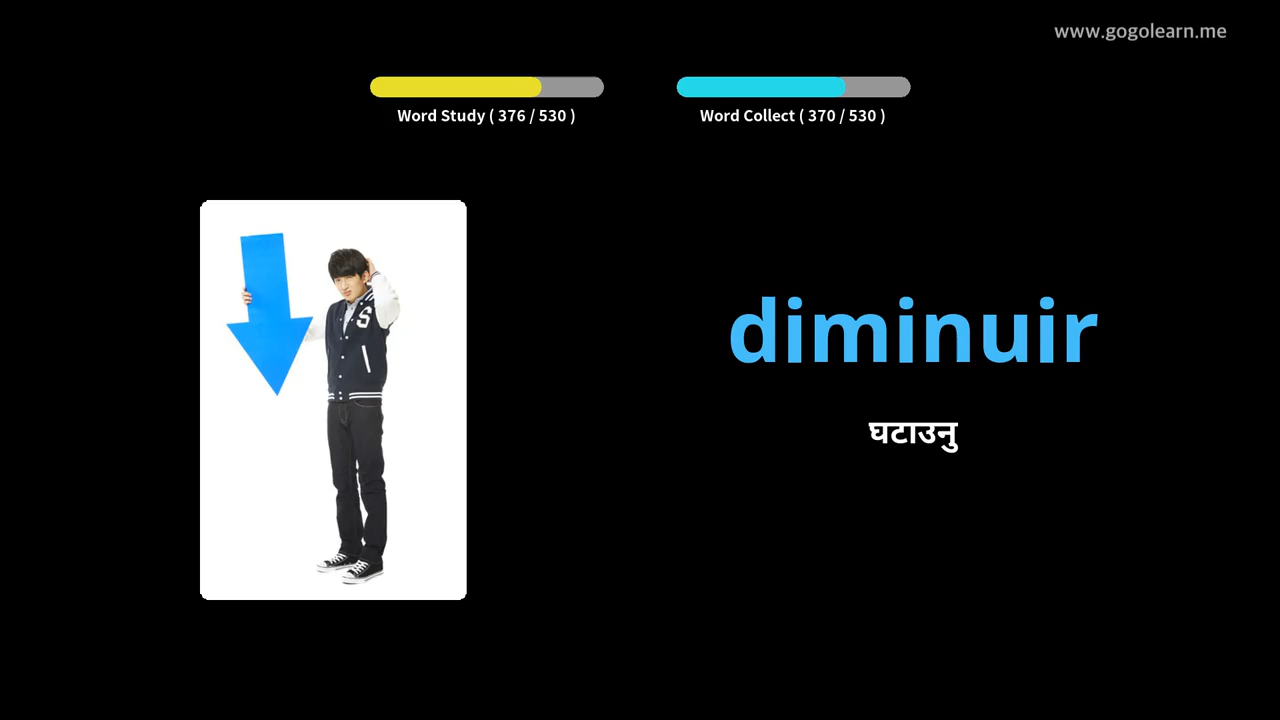 www.gogolearn.me
Word Study ( 376 / 530 )
Word Collect ( 370 / 530 )
S
diminuir
घटाउनु